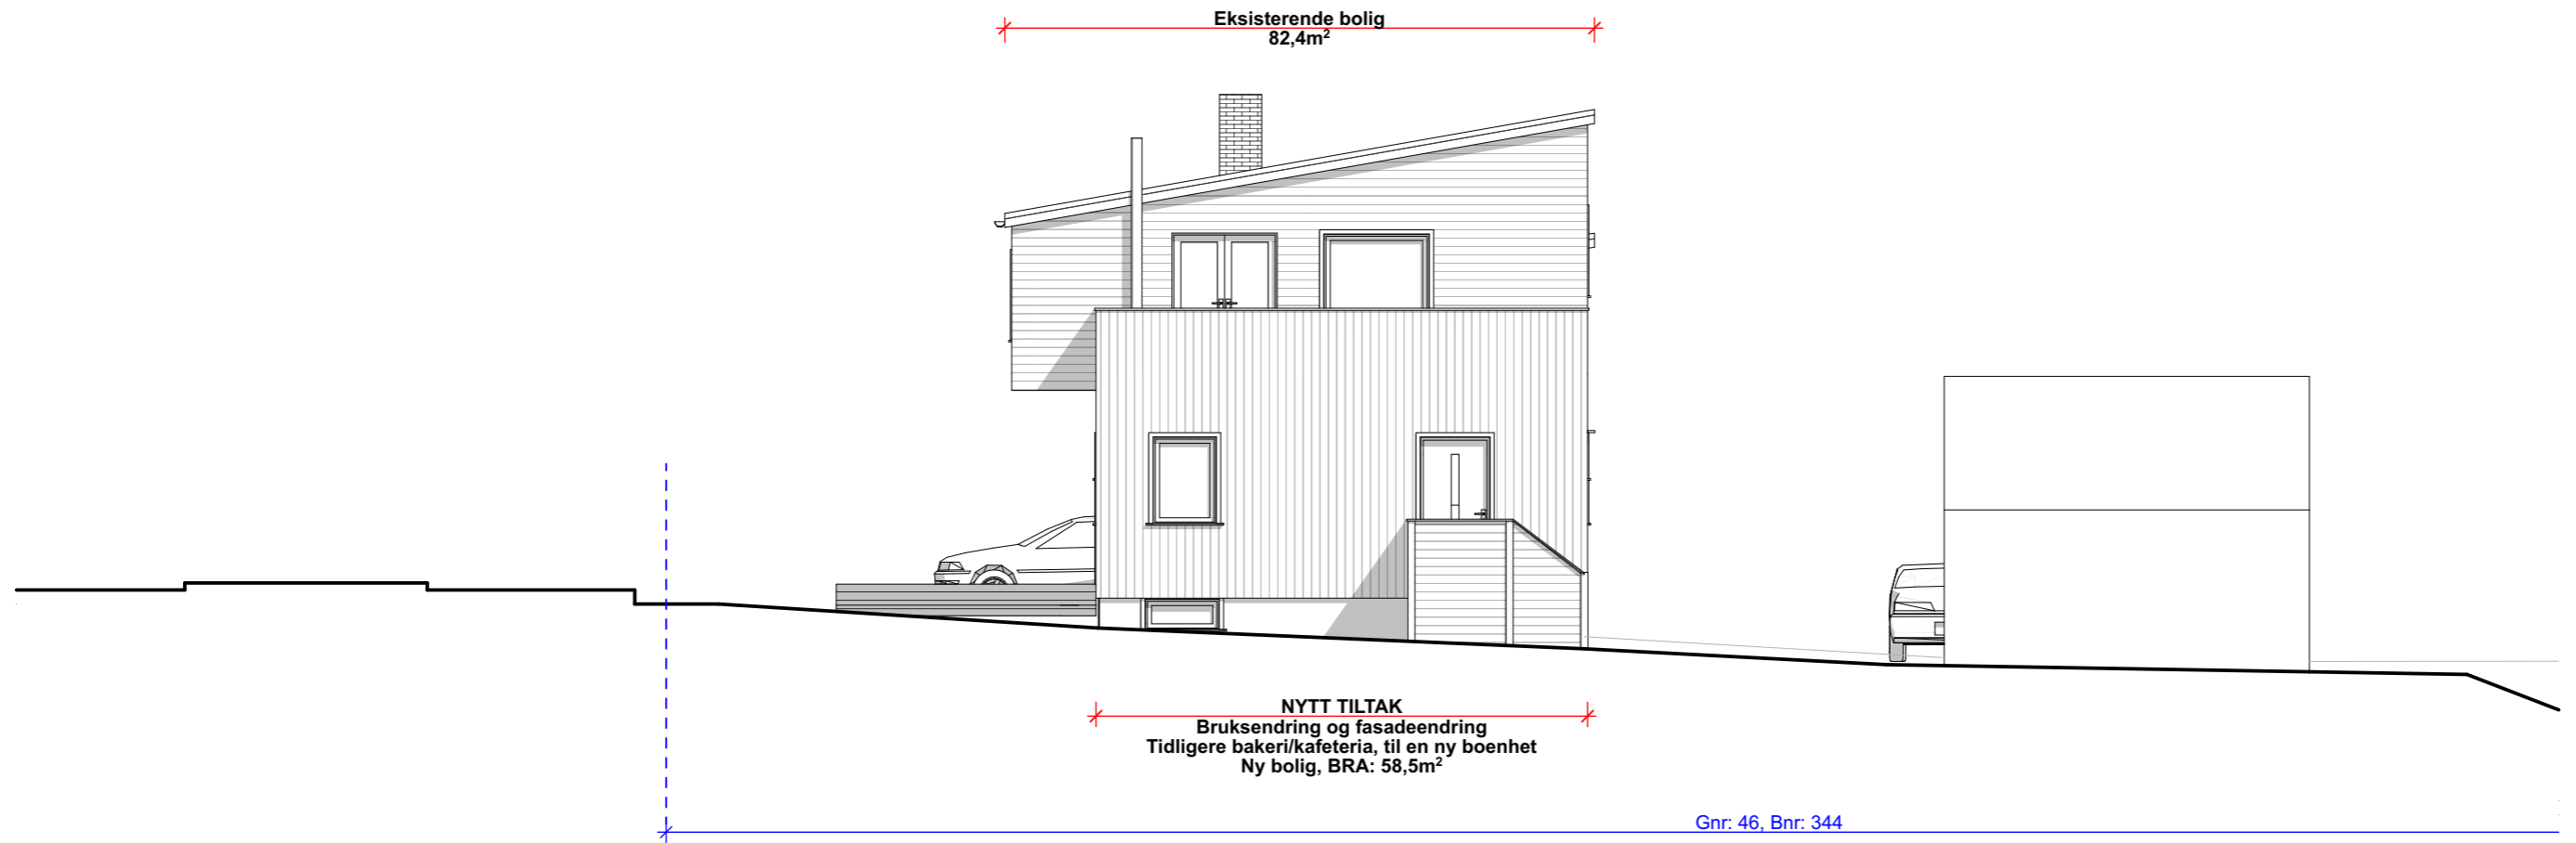 Eksisterende bolig
82,4m²
NYTT TILTAK
Bruksendring og fasadeendring
Tidligere bakeri/kafeteria, til en ny boenhet
Ny bolig, BRA: 58,5m²
Gnr: 46, Bnr: 344